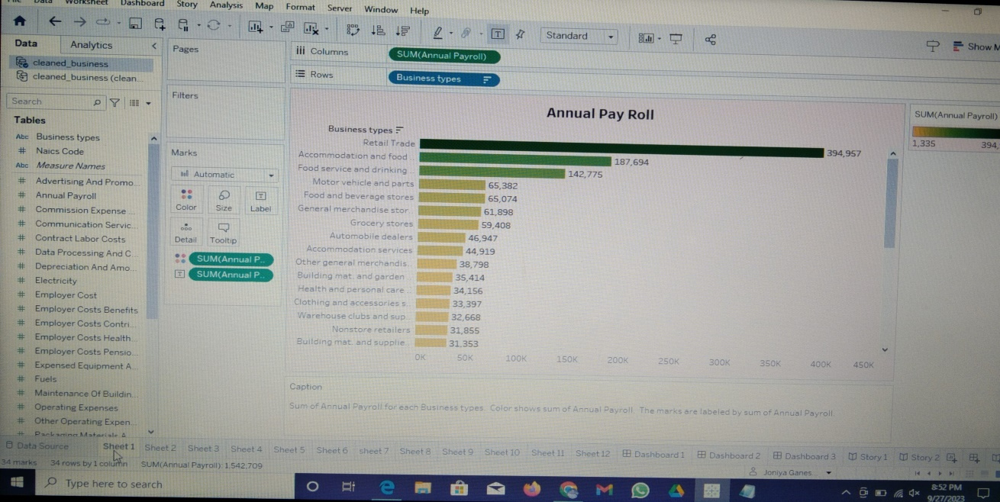 File Data Worksheet Dashboard Story Analysis Map Format Server Window Help
Standard
Show M
Data Analytics
cleaned_business
cleaned_business (clean...
Search
Tables
Abc Business types
# Naics Code
Abc Measure Names
# Advertising And Promo...
# Annual Payroll
# Commission Expense ...
# Communication Servic...
# Contract Labor Costs
# Data Processing And C...
# Depreciation And Amo...
# Electricity
# Employer Cost
# Employer Costs Benefits
# Employer Costs Contri...
# Employer Costs Health...
# Employer Costs Pensio...
# Expensed Equipment A...
# Fuels
# Maintenance Of Buildin...
# Operating Expenses
# Other Operating Expen...
# Packaging Materials A...
Pages
Filters
Marks
Automatic
Color Size Label
Detail Tooltip
SUM(Annual P..
SUM(Annual P..
Columns SUM(Annual Payroll)
Rows Business types
Annual Pay Roll
Business types
Retail Trade 394,957
Accommodation and food .. 187,694
Food service and drinking .. 142,775
Motor vehicle and parts 65,382
Food and beverage stores 65,074
General merchandise stor.. 61,898
Grocery stores 59,408
Automobile dealers 46,947
Accommodation services 44,919
Other general merchandis.. 38,798
Building mat. and garden .. 35,414
Health and personal care .. 34,156
Clothing and accessories s.. 33,397
Warehouse clubs and sup.. 32,668
Nonstore retailers 31,855
Building mat. and supplie.. 31,353
0K 50K 100K 150K 200K 250K 300K 350K 400K 450K
SUM(Annual Payroll)
1,335 394,
Caption
Sum of Annual Payroll for each Business types. Color shows sum of Annual Payroll. The marks are labeled by sum of Annual Payroll.
Data Source Sheet 1 Sheet 2 Sheet 3 Sheet 4 Sheet 5 Sheet 6 sheet 7 Sheet 8 Sheet 9 Sheet 10 Sheet 11 Sheet 12 Dashboard 1 Dashboard 2 Dashboard 3 Story 1 Story 2
34 marks 34 rows by 1 column SUM(Annual Payroll): 1,542,709
Joniya Ganes...
Type here to search
8:52 PM
9/27/2023